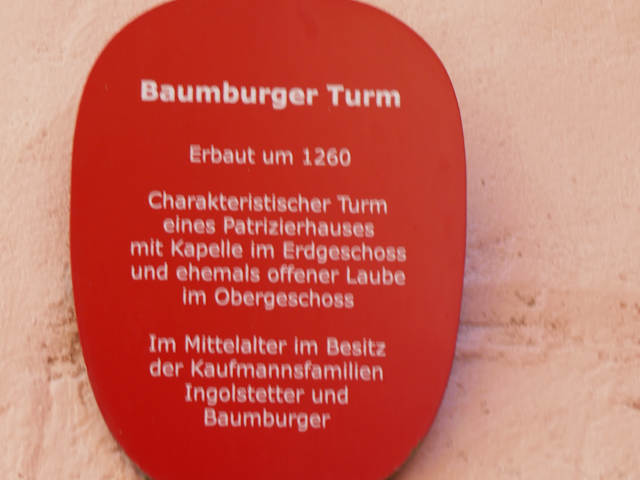 Baumburger Turm
Erbaut um 1260
Charakteristischer Turm
eines Patrizierhauses
mit Kapelle im Erdgeschoss
und ehemals offener Laube
im Obergeschoss
Im Mittelalter im Besitz
der Kaufmannsfamilien
Ingolstetter und
Baumburger